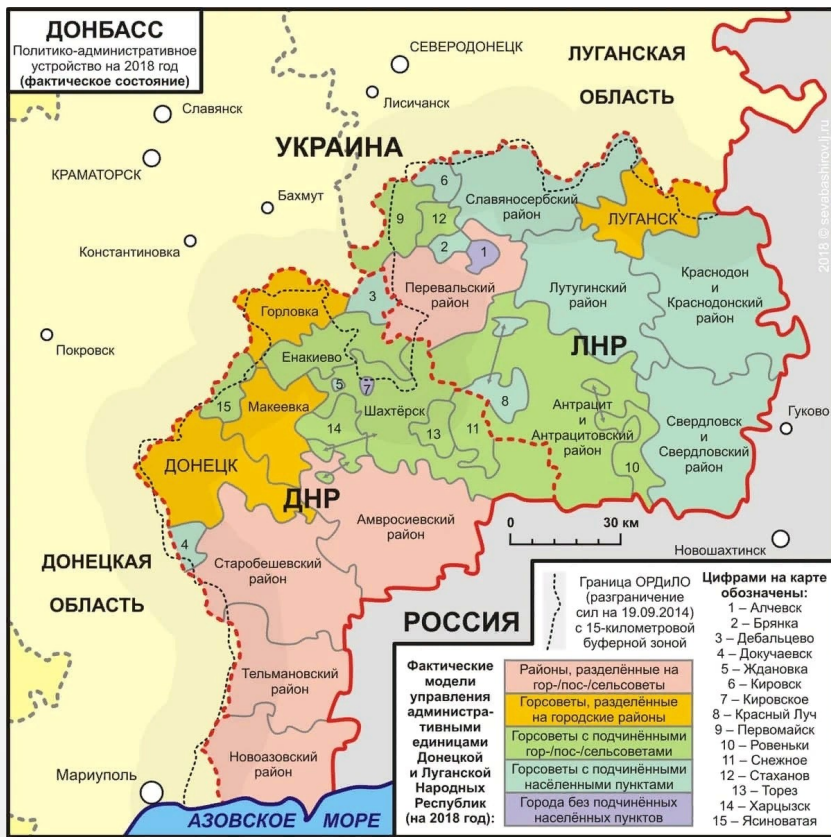 ДОНБАСС
Политико-административное
устройство на 2018 год
(фактическое состояние)
СЕВЕРОДОНЕЦК
ЛУГАНСКАЯ
ОБЛАСТЬ
Славянск
Лисичанск
УКРАИНА
КРАМАТОРСК
Бахмут
Константиновка
Покровск
6
Славяносербский
район
ЛУГАНСК
9
12
2
1
3
Перевальский
район
Лутугинский
район
Краснодон
и
Краснодонский
район
Горловка
Енакиево
ЛНР
5
7
8
15
Макеевка
Шахтёрск
14
13
11
Антрацит
и
Антрацитовский
район
10
Свердловск
и
Свердловский
район
Гуково
ДОНЕЦК
ДНР
Амвросиевский
район
0
30 км
Новошахтинск
4
ДОНЕЦКАЯ
ОБЛАСТЬ
Старобешевский
район
РОССИЯ
Тельмановский
район
Новоазовский
район
Мариуполь
АЗОВСКОЕ МОРЕ
2018 © sevabashirov.li.ru
Граница ОРДиЛО
(разграничение
сил на 19.09.2014)
с 15-километровой
буферной зоной
Фактические
модели
управления
административ-
ными
единицами
Донецкой
и Луганской
Народных
Республик
(на 2018 год):
Районы, разделённые на
гор-/пос-/сельсоветы
Горсоветы, разделённые
на городские районы
Горсоветы с подчинёнными
гор-/пос-/сельсоветами
Горсоветы с подчинёнными
населёнными пунктами
Города без подчинённых
населённых пунктов
Цифрами на карте
обозначены:
1 – Алчевск
2 – Брянка
3 – Дебальцево
4 – Докучаевск
5 – Ждановка
6 – Кировск
7 – Кировское
8 – Красный Луч
9 – Первомайск
10 – Ровеньки
11 – Снежное
12 – Стаханов
13 – Торез
14 – Харцызск
15 – Ясиноватая